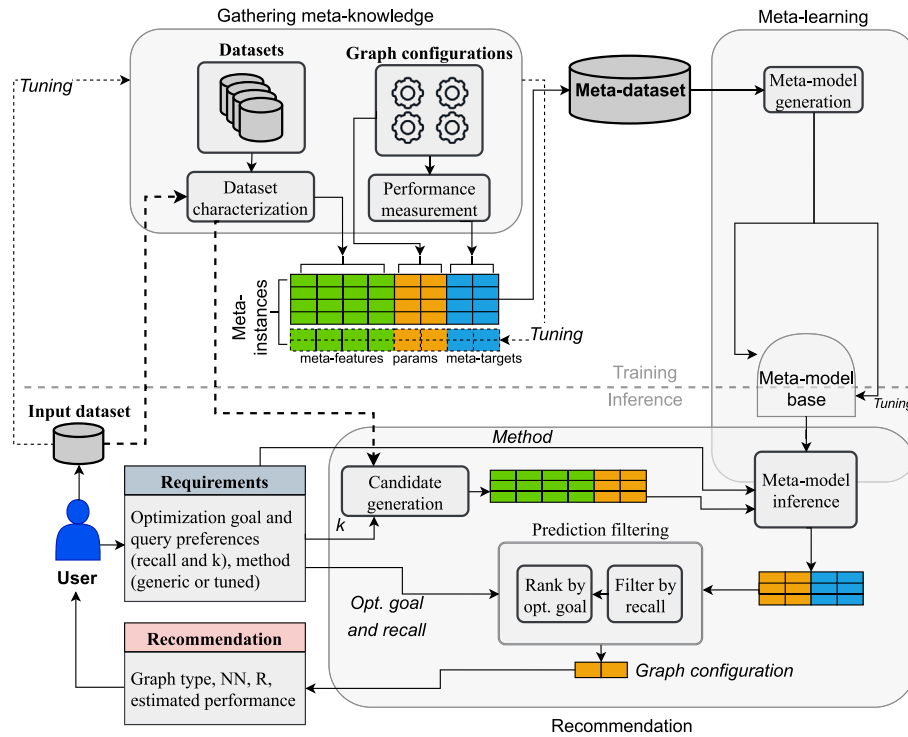 Gathering meta-knowledge
Meta-learning
Datasets
Graph configurations
Tuning
Meta-dataset
Meta-model
generation
Dataset
characterization
Performance
measurement
Meta-
instances
Tuning
meta-features
params
meta-targets
Training
Inference
Meta-model
base
Tuning
Input dataset
Method
Requirements
Optimization goal and
query preferences
(recall and k), method
(generic or tuned)
User
k
Candidate
generation
Meta-model
inference
Prediction filtering
Rank by
opt. goal
Filter by
recall
Opt. goal
and recall
Recommendation
Graph type, NN, R,
estimated performance
Graph configuration
Recommendation